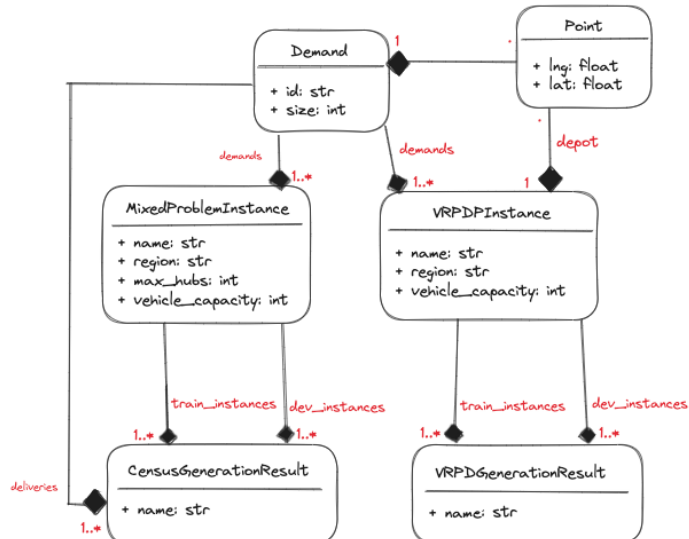 Demand
+ id: str
+ size: int
1
.
Point
+ lng: float
+ lat: float
.
depot
1
demands
1..*
demands
1..*
MixedProblemInstance
+ name: str
+ region: str
+ max_hubs: int
+ vehicle_capacity: int
VRPDPInstance
+ name: str
+ region: str
+ vehicle_capacity: int
train_instances
1..*
dev_instances
1..*
train_instances
1..*
dev_instances
1..*
deliveries
1..*
CensusGenerationResult
+ name: str
VRPDGenerationResult
+ name: str